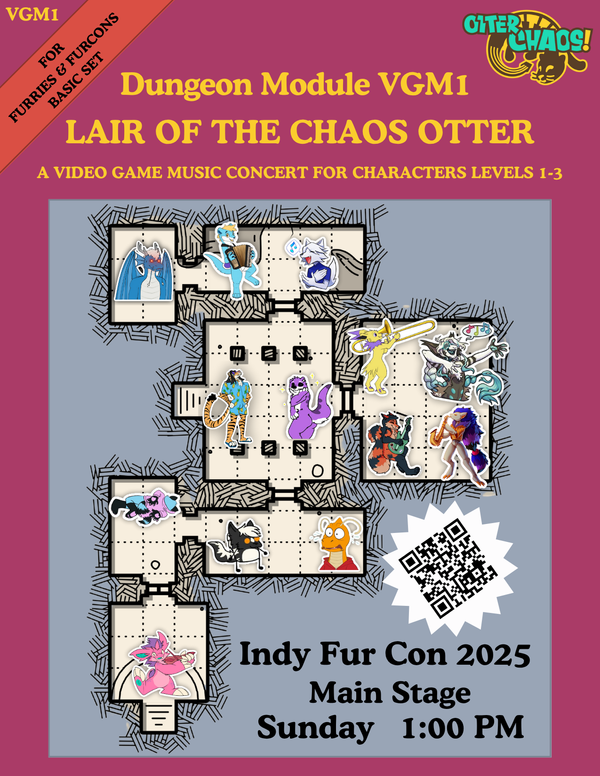 VGM1
FOR
FURRIES & FURCONS
BASIC SET
OTTER
CHAOS!
Dungeon Module VGM1
LAIR OF THE CHAOS OTTER
A VIDEO GAME MUSIC CONCERT FOR CHARACTERS LEVELS 1-3
Indy Fur Con 2025
Main Stage
Sunday 1:00 PM